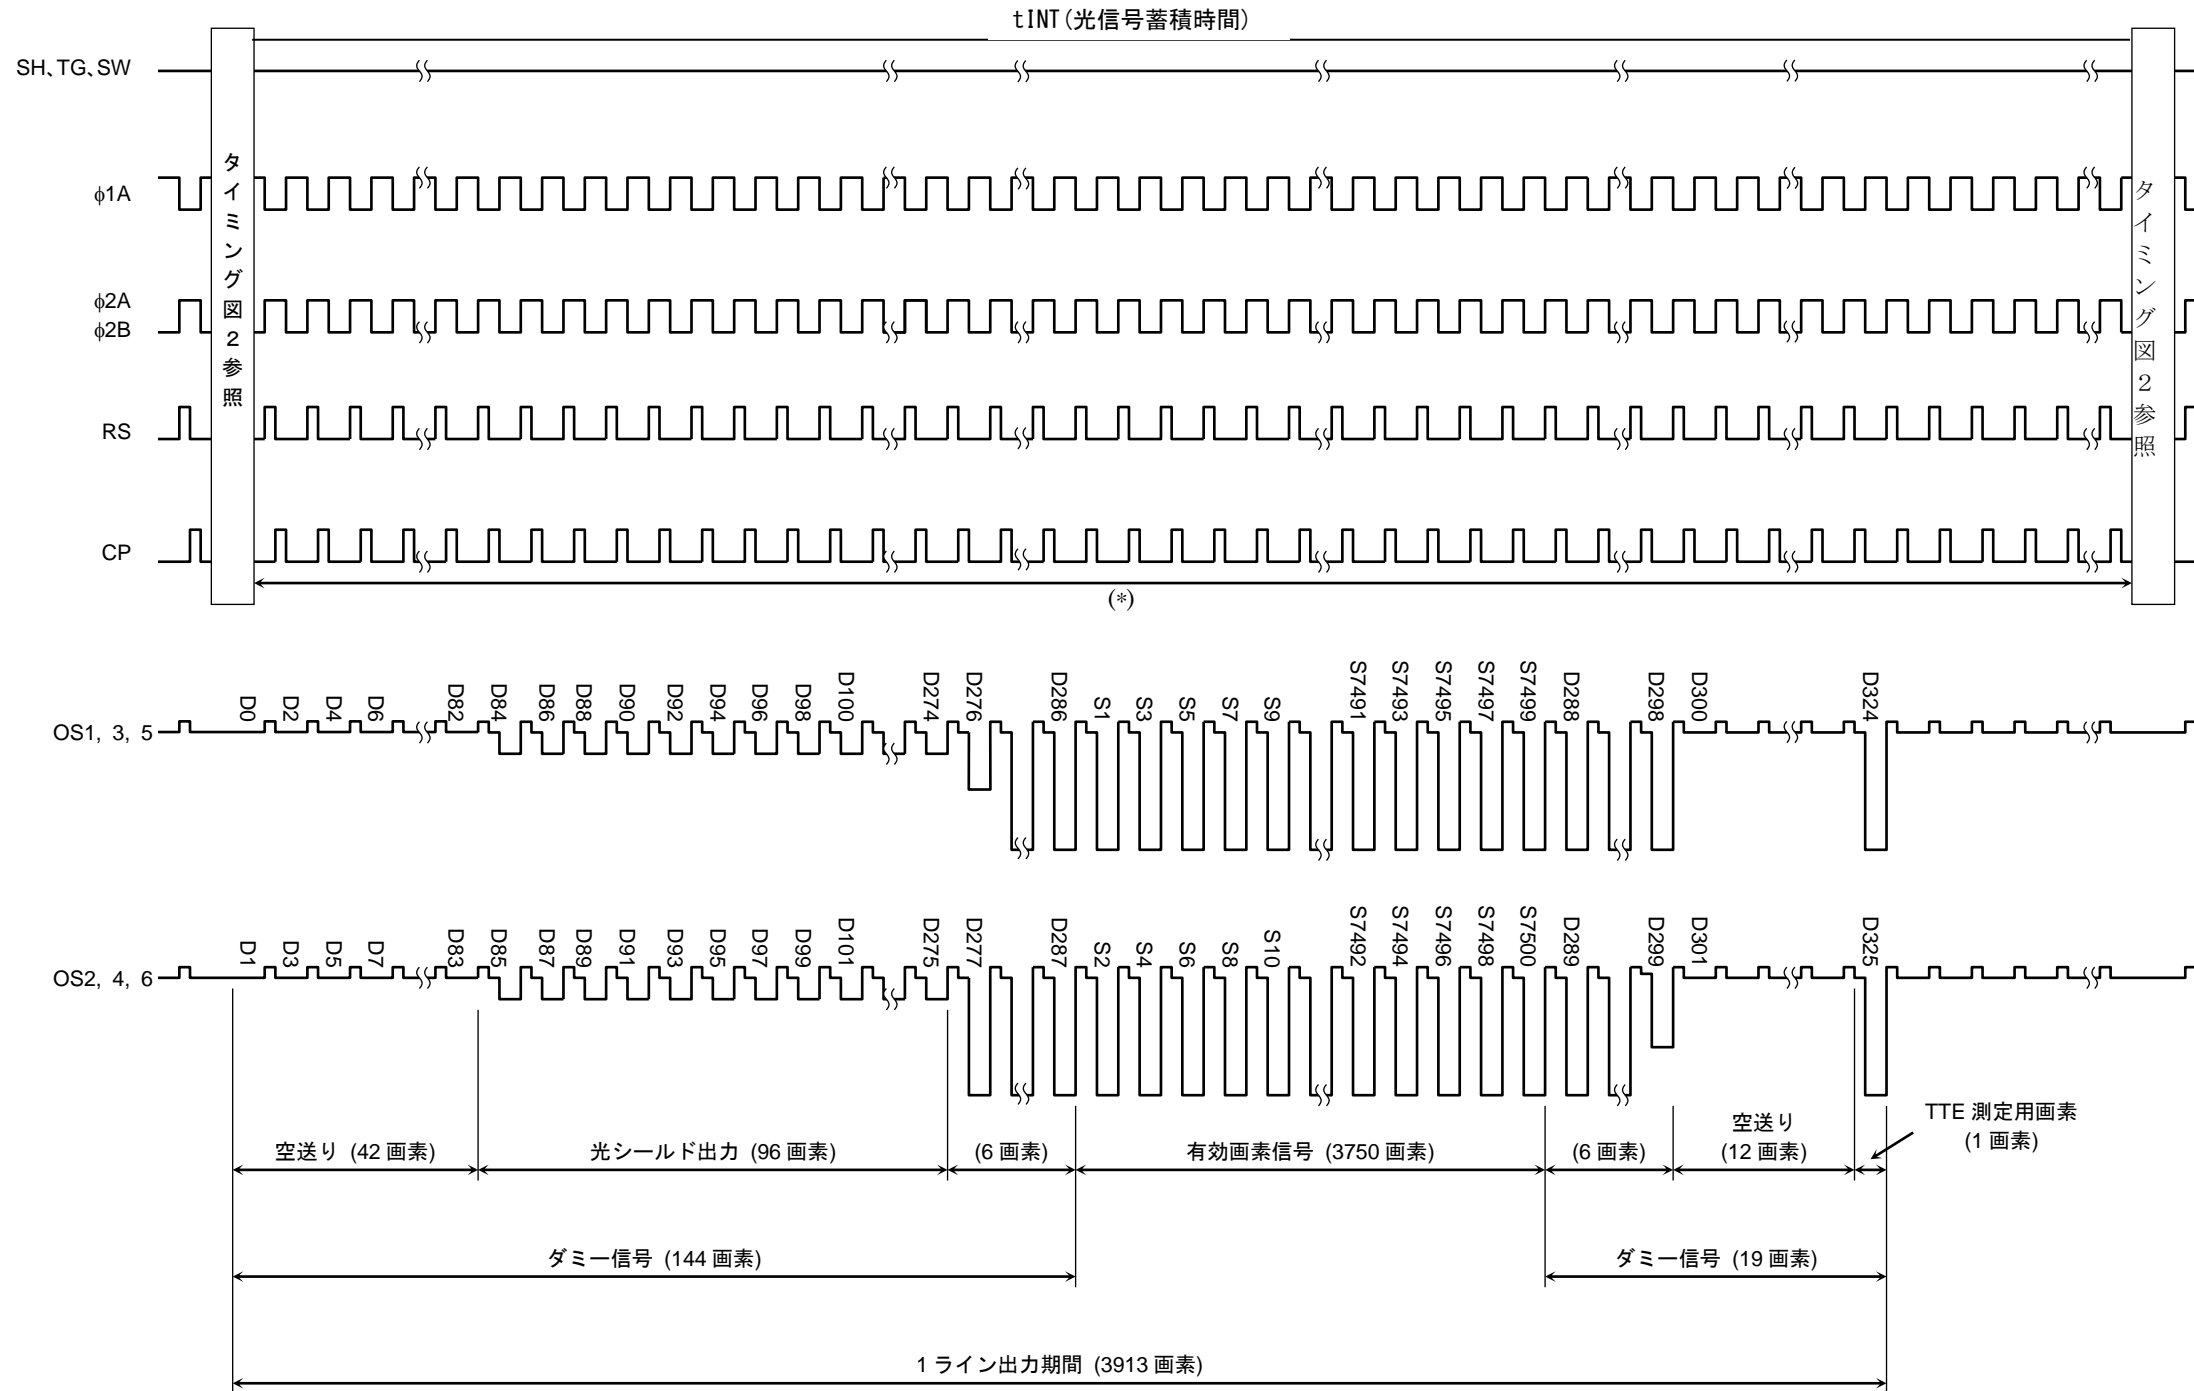 tINT(光信号蓄積時間)
SH、TG、SW
タイミング図2参照
タイミング図2参照
φ1A
φ2A
φ2B
RS
CP
(*)
OS1, 3, 5
D0 D2 D4 D6 D82 D84 D86 D88 D90 D92 D94 D96 D98 D100 D274 D276 D286 S1 S3 S5 S7 S9 S7491 S7493 S7495 S7497 S7499 D288 D298 D300 D324
OS2, 4, 6
D1 D3 D5 D7 D83 D85 D87 D89 D91 D93 D95 D97 D99 D101 D275 D277 D287 S2 S4 S6 S8 S10 S7492 S7494 S7496 S7498 S7500 D289 D299 D301 D325
空送り (42 画素)
光シールド出力 (96 画素)
(6 画素)
有効画素信号 (3750 画素)
(6 画素)
空送り
(12 画素)
TTE 測定用画素
(1 画素)
ダミー信号 (144 画素)
ダミー信号 (19 画素)
1 ライン出力期間 (3913 画素)